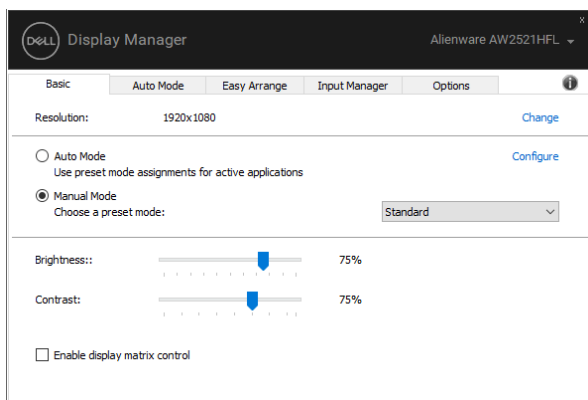 x
DELL Display Manager
Alienware AW2521HFL
Basic Auto Mode Easy Arrange Input Manager Options i
Resolution: 1920x1080 Change
Auto Mode Configure
Use preset mode assignments for active applications
Manual Mode
Choose a preset mode: Standard
Brightness:: 75%
Contrast: 75%
Enable display matrix control